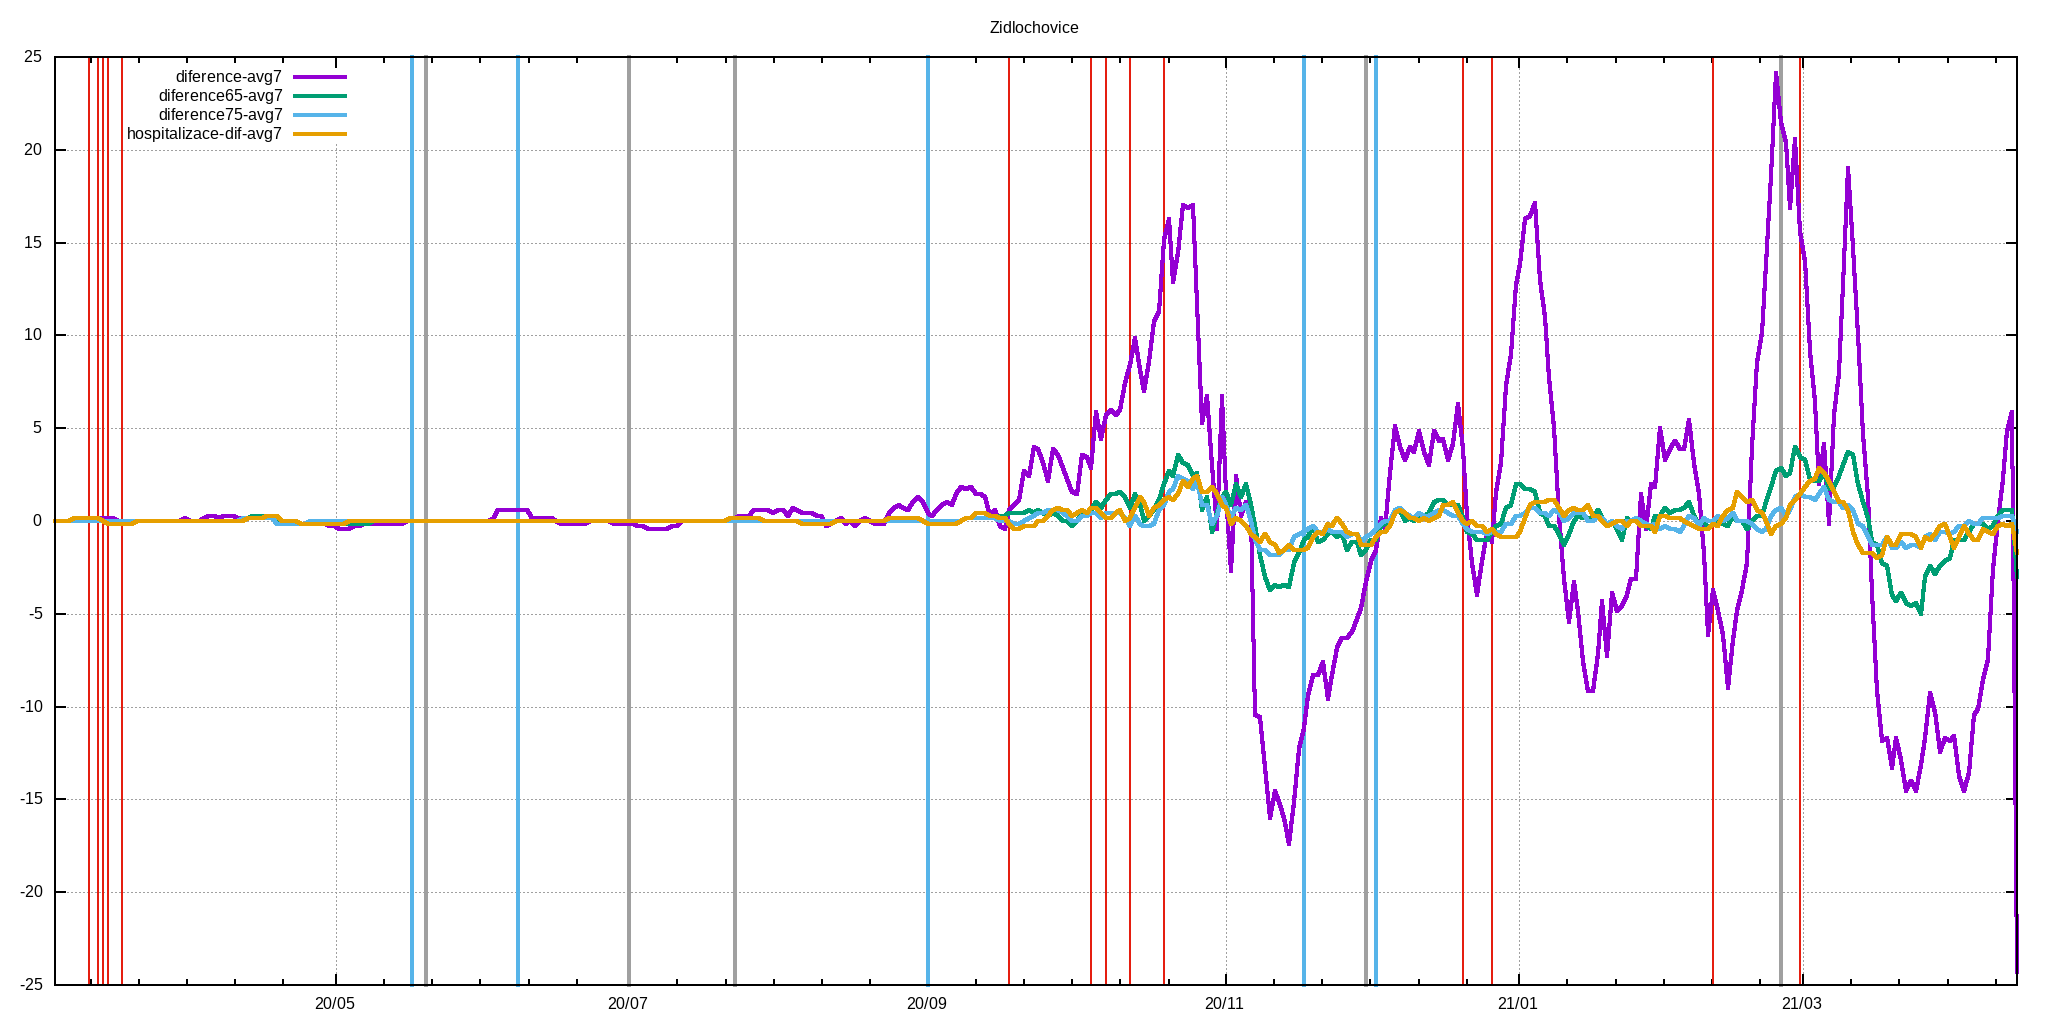 Zidlochovice
diference-avg7
diference65-avg7
diference75-avg7
hospitalizace-dif-avg7
25
20
15
10
5
0
-5
-10
-15
-20
-25
20/05 20/07 20/09 20/11 21/01 21/03